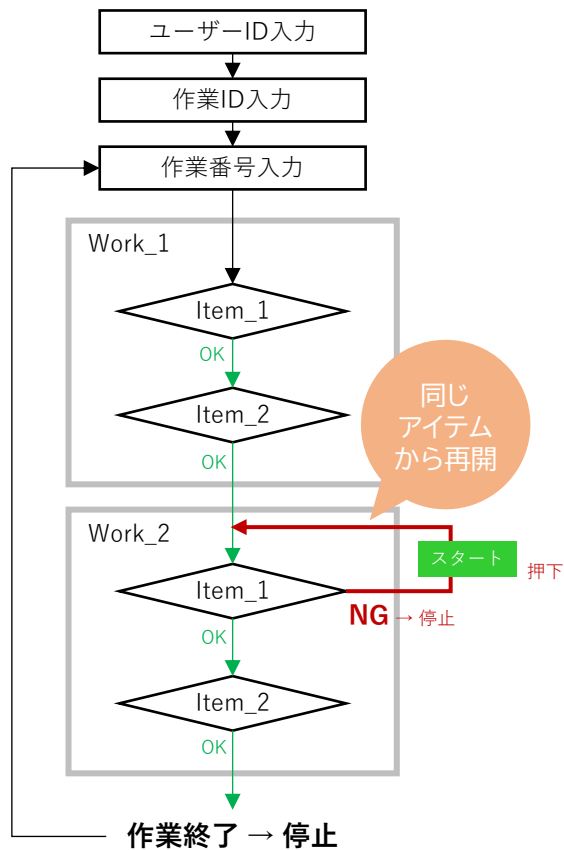 ユーザーID入力
作業ID入力
作業番号入力
Work_1
Item_1
OK
Item_2
OK
同じ
アイテム
から再開
Work_2
スタート
押下
Item_1
NG → 停止
OK
Item_2
OK
作業終了 → 停止